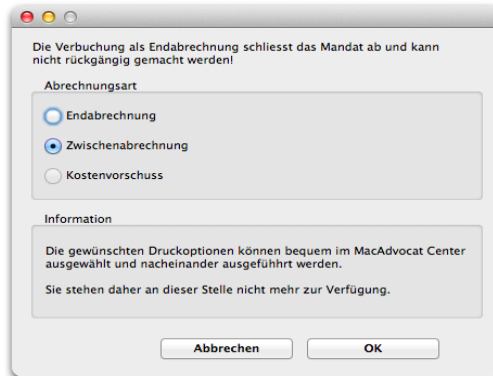 Die Verbuchung als Endabrechnung schliesst das Mandat ab und kann
nicht rückgängig gemacht werden!
Abrechnungsart
Endabrechnung
Zwischenabrechnung
Kostenvorschuss
Information
Die gewünschten Druckoptionen können bequem im MacAdvocat Center
ausgewählt und nacheinander ausgeführrt werden.
Sie stehen daher an dieser Stelle nicht mehr zur Verfügung.
Abbrechen
OK